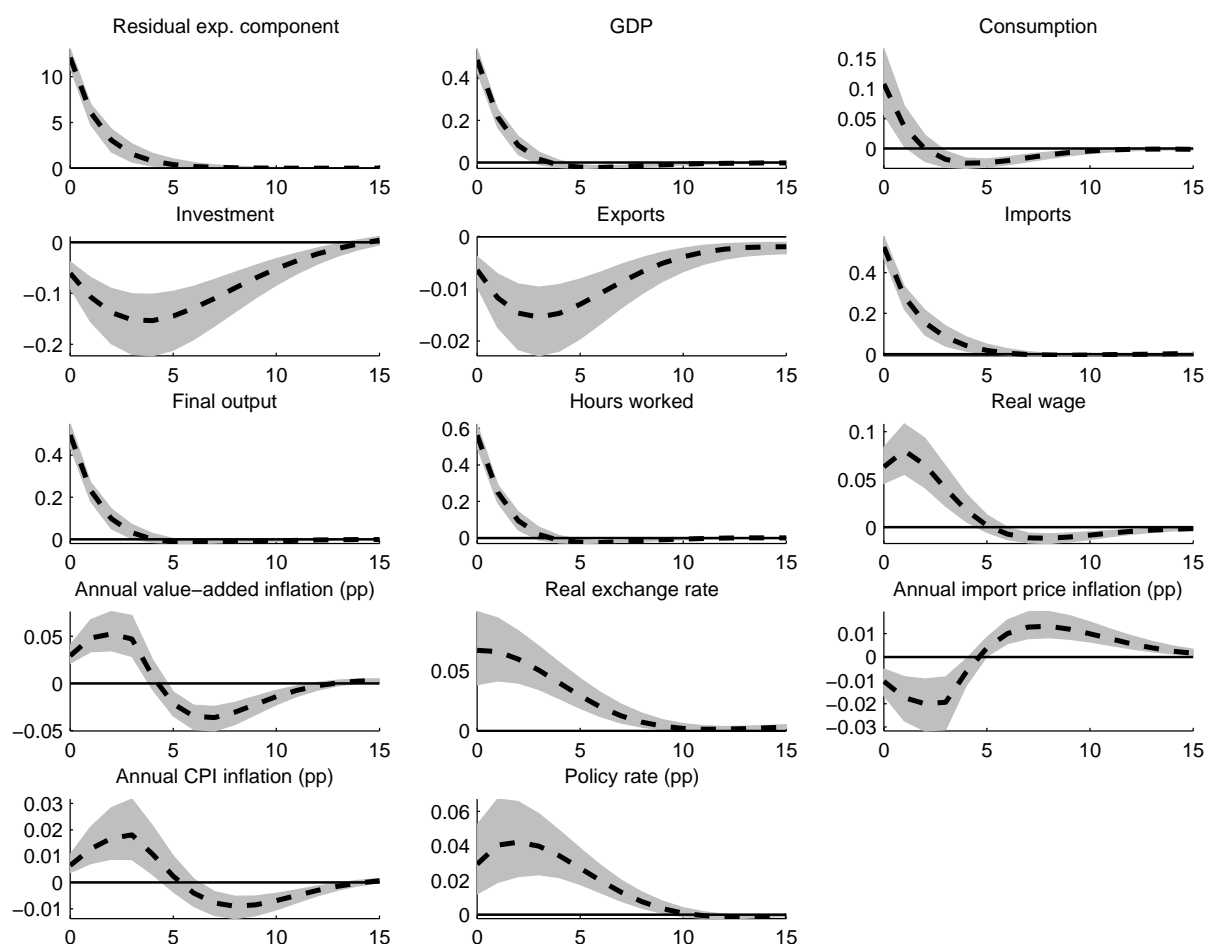 Residual exp. component GDP Consumption
10
5
0
0 5 10 15
0.4
0.2
0
0 5 10 15
0.15
0.1
0.05
0
0 5 10 15
Investment Exports Imports
0
−0.1
−0.2
0 5 10 15
0
−0.01
−0.02
0 5 10 15
0.4
0.2
0
0 5 10 15
Final output Hours worked Real wage
0.4
0.2
0
0 5 10 15
0.6
0.4
0.2
0
0 5 10 15
0.1
0.05
0
0 5 10 15
Annual value−added inflation (pp) Real exchange rate Annual import price inflation (pp)
0.05
0
−0.05
0 5 10 15
0.05
0
0 5 10 15
0.01
0
−0.01
−0.02
−0.03
0 5 10 15
Annual CPI inflation (pp) Policy rate (pp)
0.03
0.02
0.01
0
−0.01
0 5 10 15
0.06
0.04
0.02
0
0 5 10 15